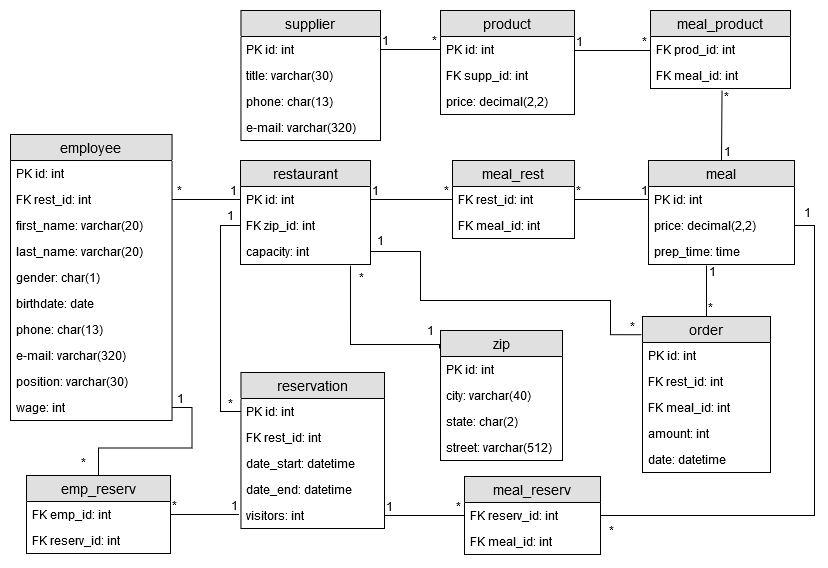 supplier
PK id: int
title: varchar(30)
phone: char(13)
e-mail: varchar(320)
1
*
product
PK id: int
FK supp_id: int
price: decimal(2,2)
1
*
meal_product
FK prod_id: int
FK meal_id: int
*
1
employee
PK id: int
FK rest_id: int
first_name: varchar(20)
last_name: varchar(20)
gender: char(1)
birthdate: date
phone: char(13)
e-mail: varchar(320)
position: varchar(30)
wage: int
*
1
restaurant
PK id: int
FK zip_id: int
capacity: int
1
*
meal_rest
FK rest_id: int
FK meal_id: int
*
1
meal
PK id: int
price: decimal(2,2)
prep_time: time
1
1
1
1
*
*
*
order
PK id: int
FK rest_id: int
FK meal_id: int
amount: int
date: datetime
1
zip
PK id: int
city: varchar(40)
state: char(2)
street: varchar(512)
reservation
PK id: int
FK rest_id: int
date_start: datetime
date_end: datetime
visitors: int
*
1
*
emp_reserv
FK emp_id: int
FK reserv_id: int
*
1
1
*
meal_reserv
FK reserv_id: int
FK meal_id: int
*